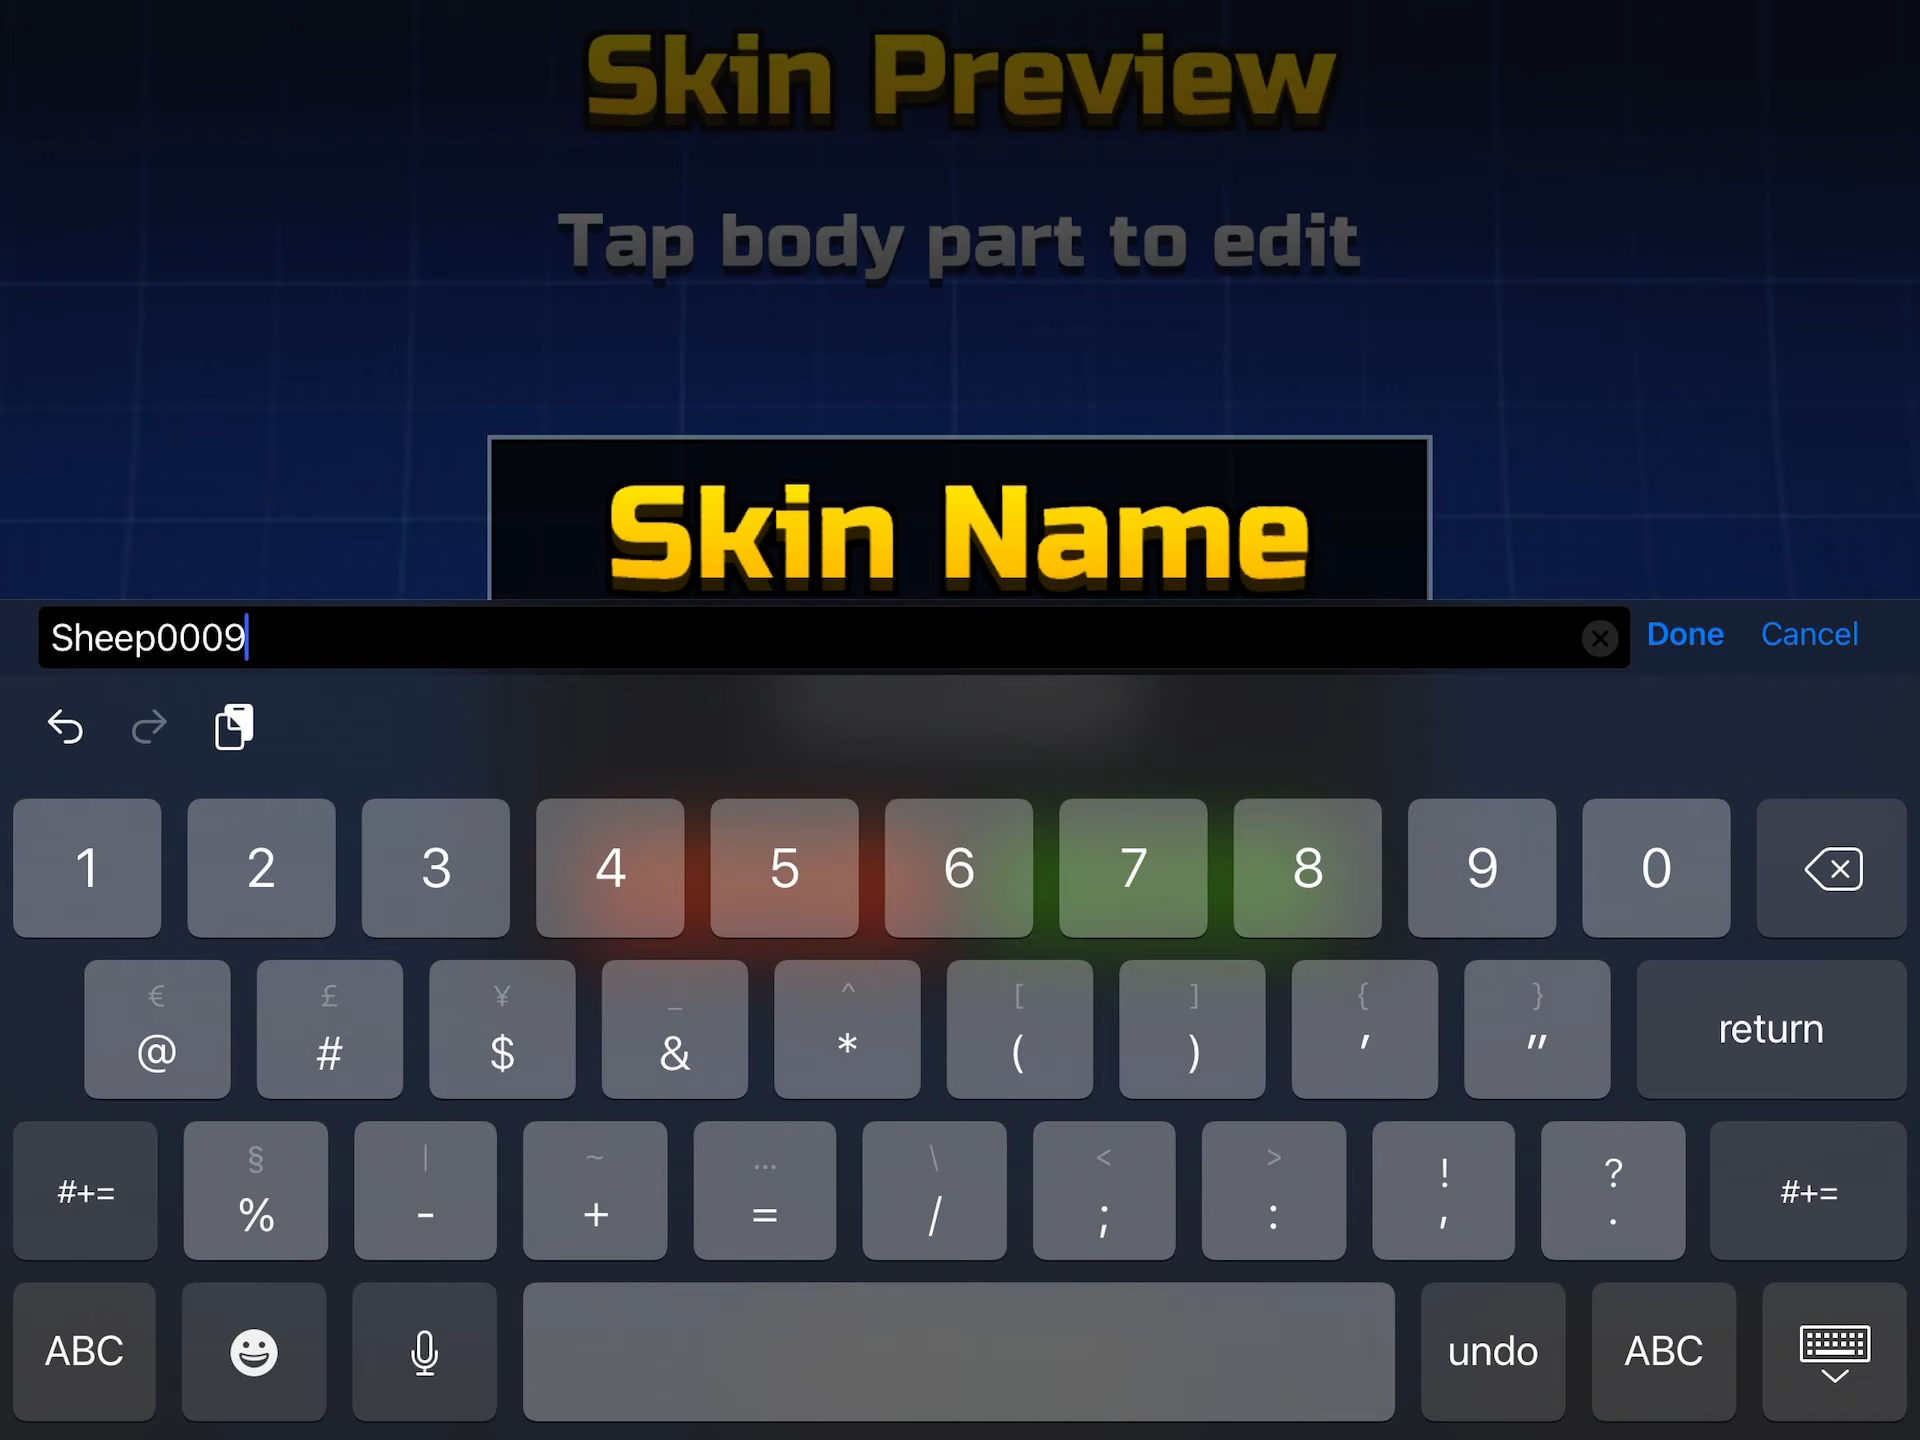 Skin Preview
Tap body part to edit
Skin Name
Sheep0009 Done Cancel
1 2 3 4 5 6 7 8 9 0
€ £ ¥ _ ^ [ ] { }
@ # $ & * ( ) ' " return
§ | ~ … \ < > ! ?
#+= % - + = / ; : , . #+=
ABC undo ABC